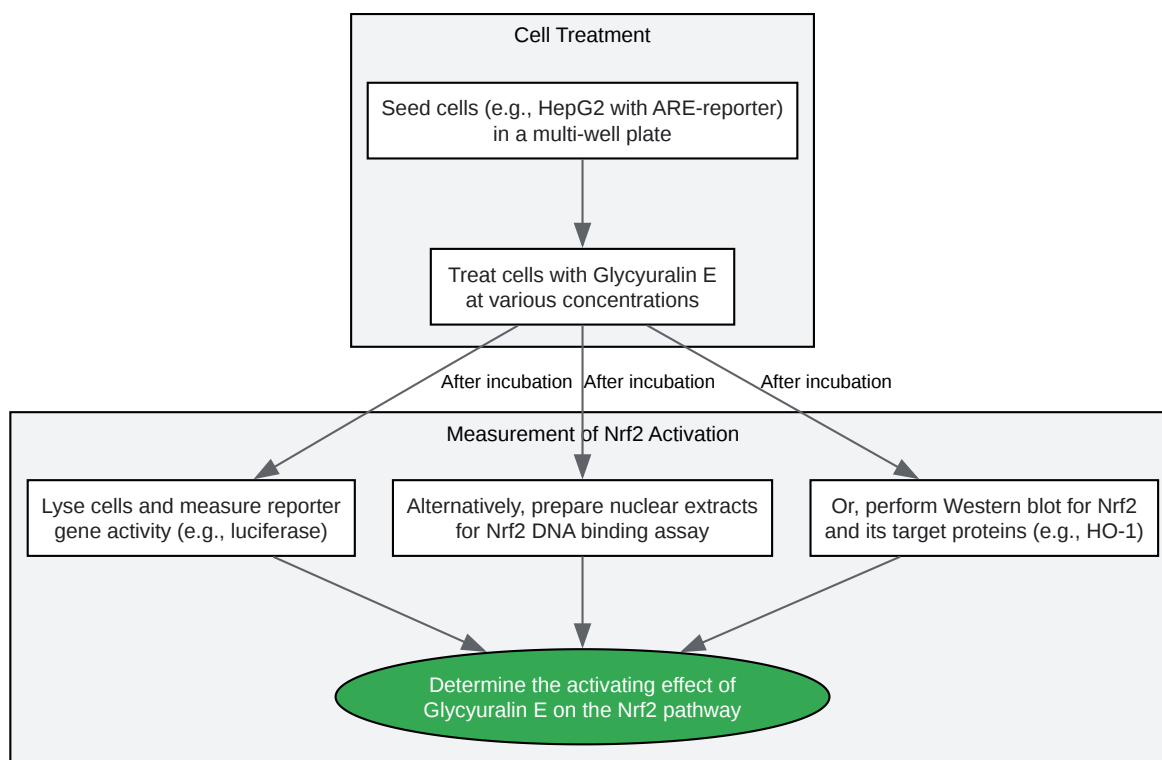 Cell Treatment
Seed cells (e.g., HepG2 with ARE-reporter)
in a multi-well plate
Treat cells with Glycyuralin E
at various concentrations
After incubation
After incubation
After incubation
Measurement of Nrf2 Activation
Lyse cells and measure reporter
gene activity (e.g., luciferase)
Alternatively, prepare nuclear extracts
for Nrf2 DNA binding assay
Or, perform Western blot for Nrf2
and its target proteins (e.g., HO-1)
Determine the activating effect of
Glycyuralin E on the Nrf2 pathway